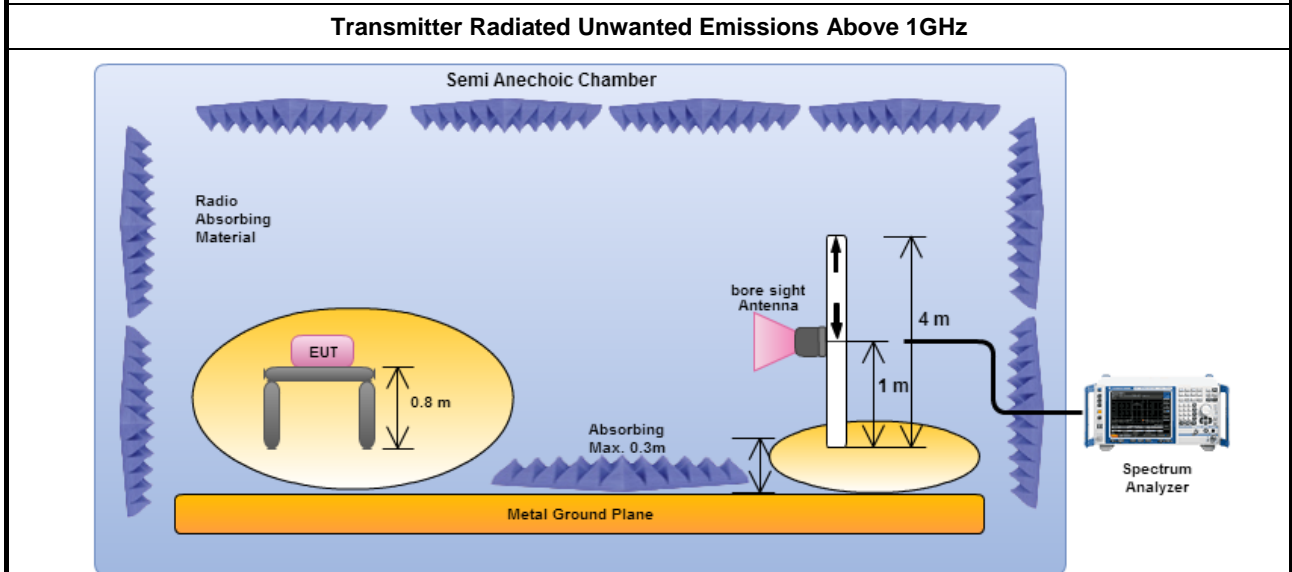 Transmitter Radiated Unwanted Emissions Above 1GHz
Semi Anechoic Chamber
Radio
Absorbing
Material
bore sight
Antenna
4 m
EUT
1 m
0.8 m
Absorbing
Max. 0.3m
Spectrum
Analyzer
Metal Ground Plane